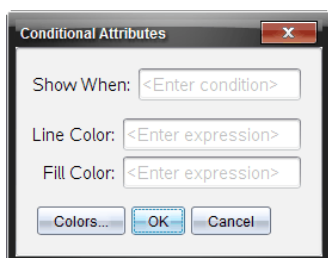 Conditional Attributes
Show When: <Enter condition>
Line Color: <Enter expression>
Fill Color: <Enter expression>
Colors... OK Cancel